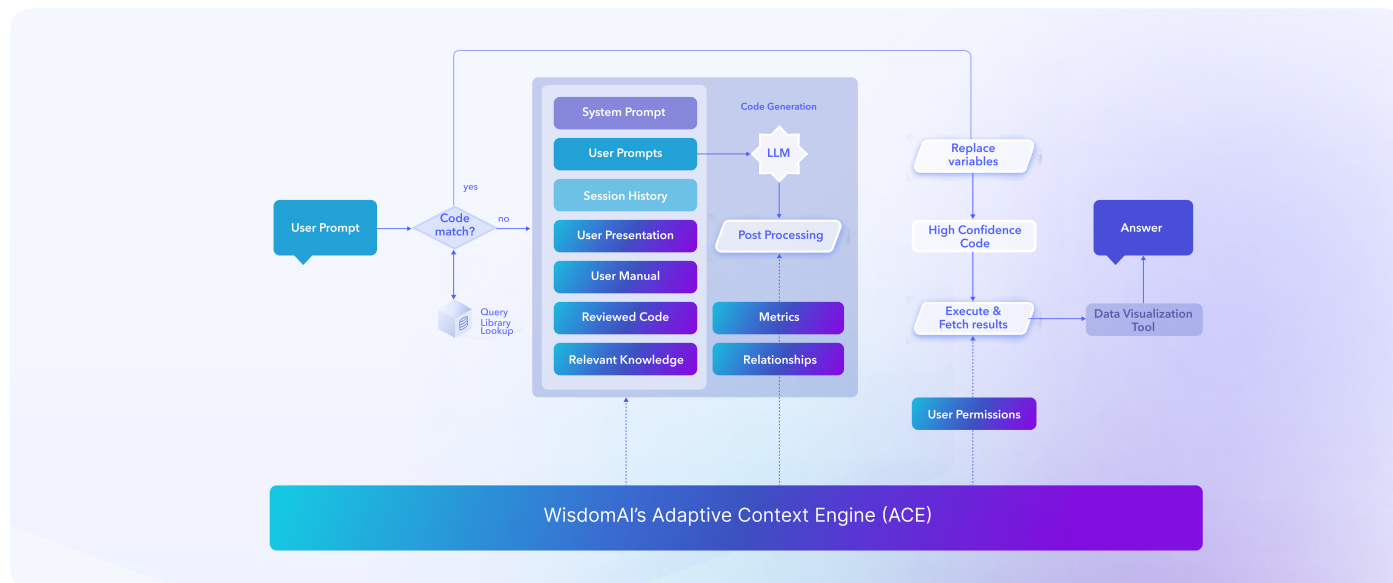 User Prompt
yes
Code
match?
no
Query
Library
Lookup
System Prompt
User Prompts
Session History
User Presentation
User Manual
Reviewed Code
Relevant Knowledge
Code Generation
LLM
Post Processing
Metrics
Relationships
Replace
variables
High Confidence
Code
Execute &
Fetch results
User Permissions
Answer
Data Visualization
Tool
WisdomAI’s Adaptive Context Engine (ACE)